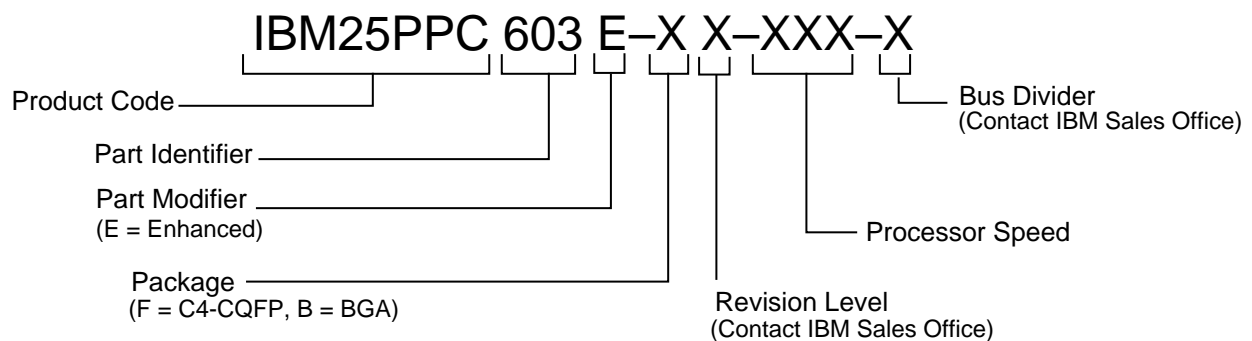 IBM25PPC 603 E–X X–XXX–X
Product Code
Bus Divider
(Contact IBM Sales Office)
Part Identifier
Part Modifier
(E = Enhanced)
Processor Speed
Package
(F = C4-CQFP, B = BGA)
Revision Level
(Contact IBM Sales Office)